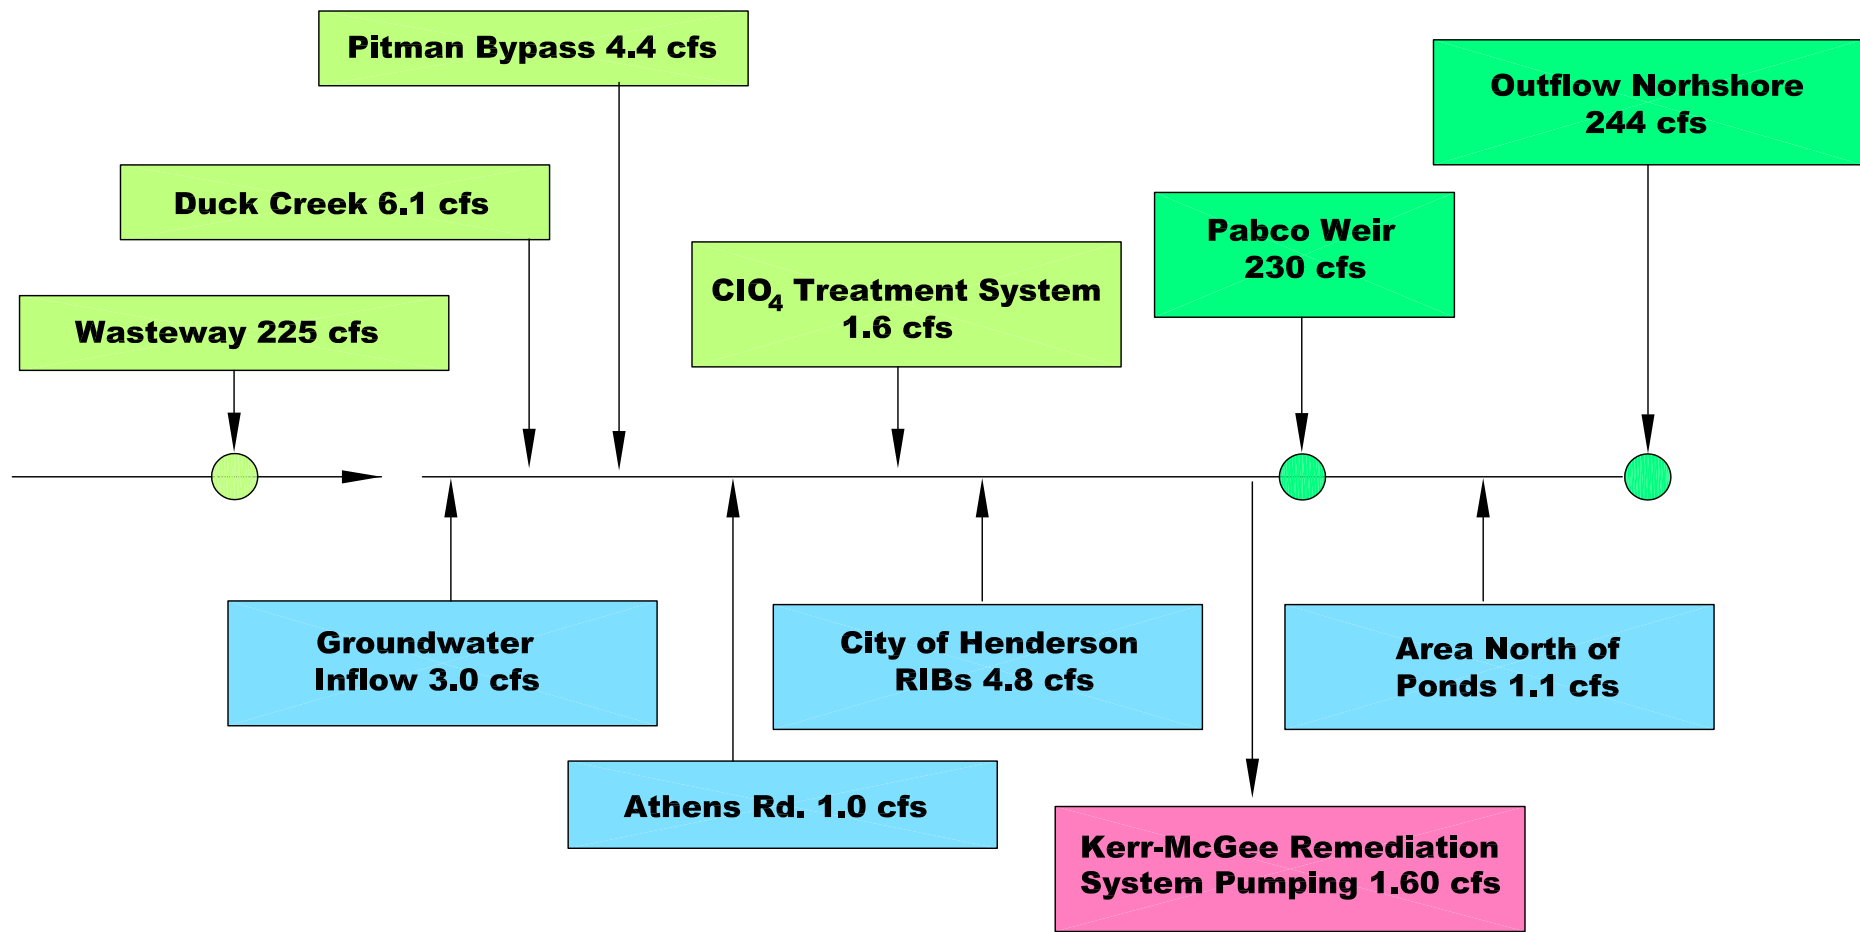 Pitman Bypass 4.4 cfs
Outflow Norhshore
244 cfs
Duck Creek 6.1 cfs
Pabco Weir
230 cfs
ClO₄ Treatment System
1.6 cfs
Wasteway 225 cfs
Groundwater
Inflow 3.0 cfs
City of Henderson
RIBs 4.8 cfs
Area North of
Ponds 1.1 cfs
Athens Rd. 1.0 cfs
Kerr-McGee Remediation
System Pumping 1.60 cfs